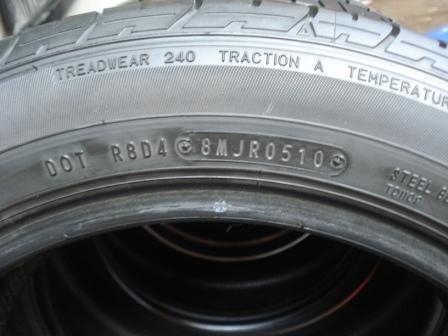 TREADWEAR 240 TRACTION A TEMPERATUR
DOT R8D4 8MJR0510
STEEL